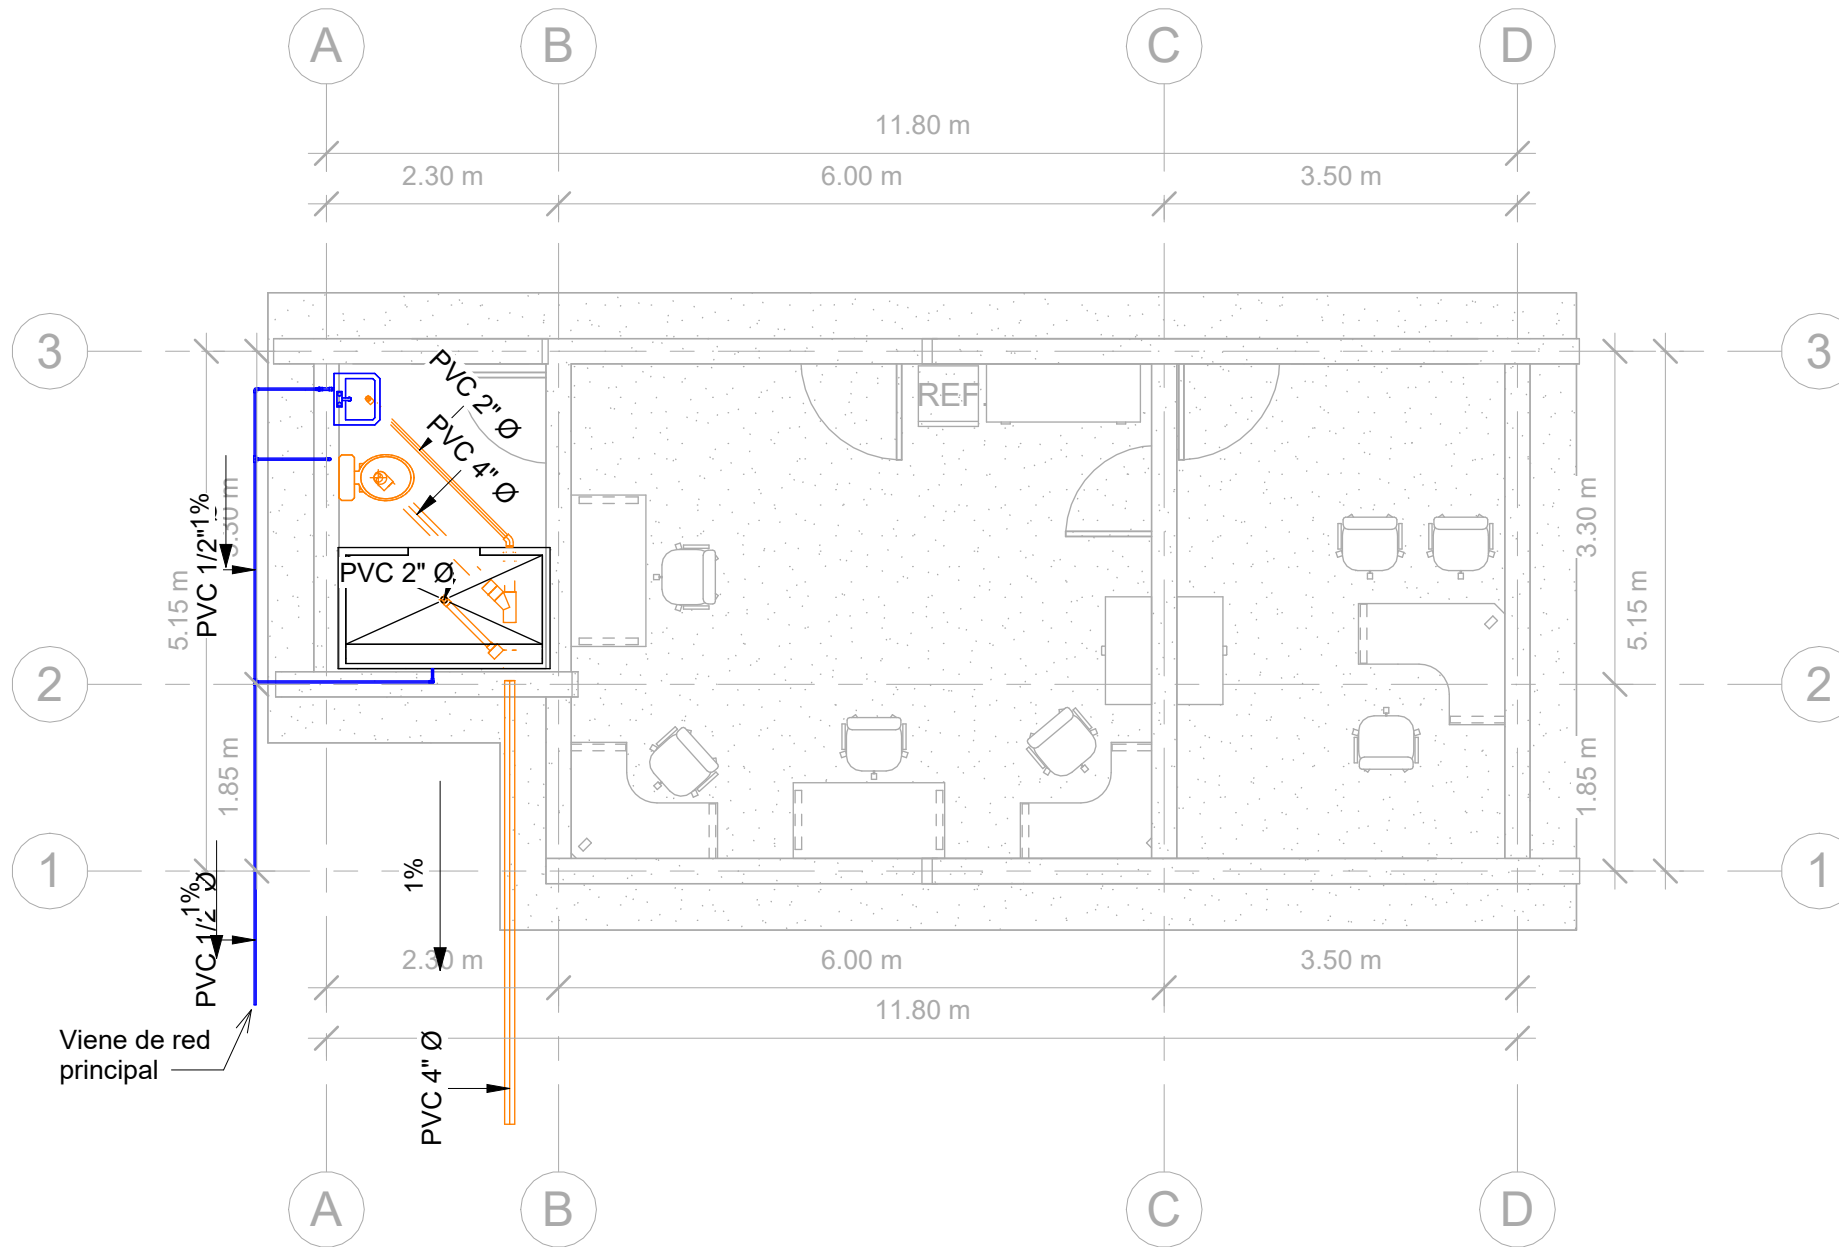 A B C D
11.80 m
2.30 m 6.00 m 3.50 m
3 3
PVC 2" Ø
PVC 4" Ø
REF.
PVC 1/2" 1%
3.30 m
3.30 m
PVC 2" Ø
5.15 m
5.15 m
2 2
1.85 m
1.85 m
1 1
1%
1%
PVC 1/2" Ø
2.30 m 6.00 m 3.50 m
11.80 m
Viene de red
principal
PVC 4" Ø
A B C D